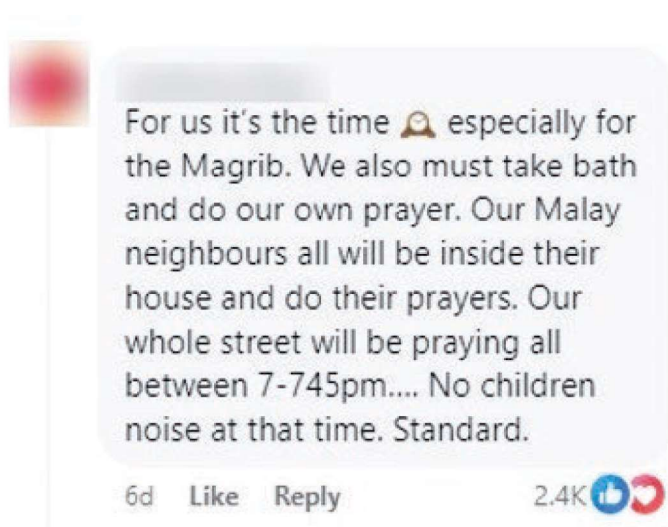 For us it's the time 🕰 especially for
the Magrib. We also must take bath
and do our own prayer. Our Malay
neighbours all will be inside their
house and do their prayers. Our
whole street will be praying all
between 7-745pm.... No children
noise at that time. Standard.
6d Like Reply 2.4K